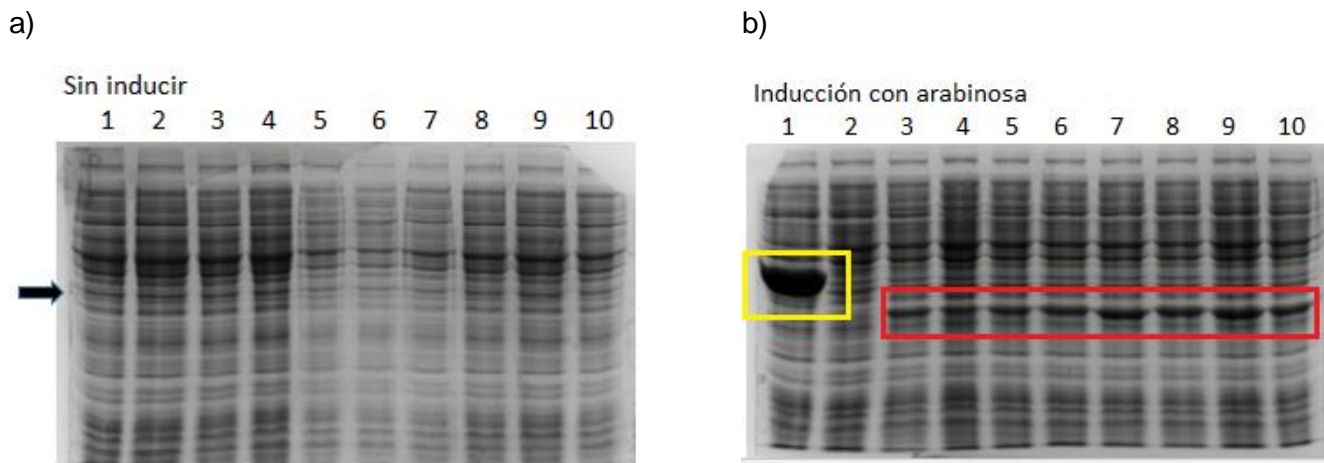 a)
Sin inducir
1 2 3 4 5 6 7 8 9 10
b)
Inducción con arabinosa
1 2 3 4 5 6 7 8 9 10